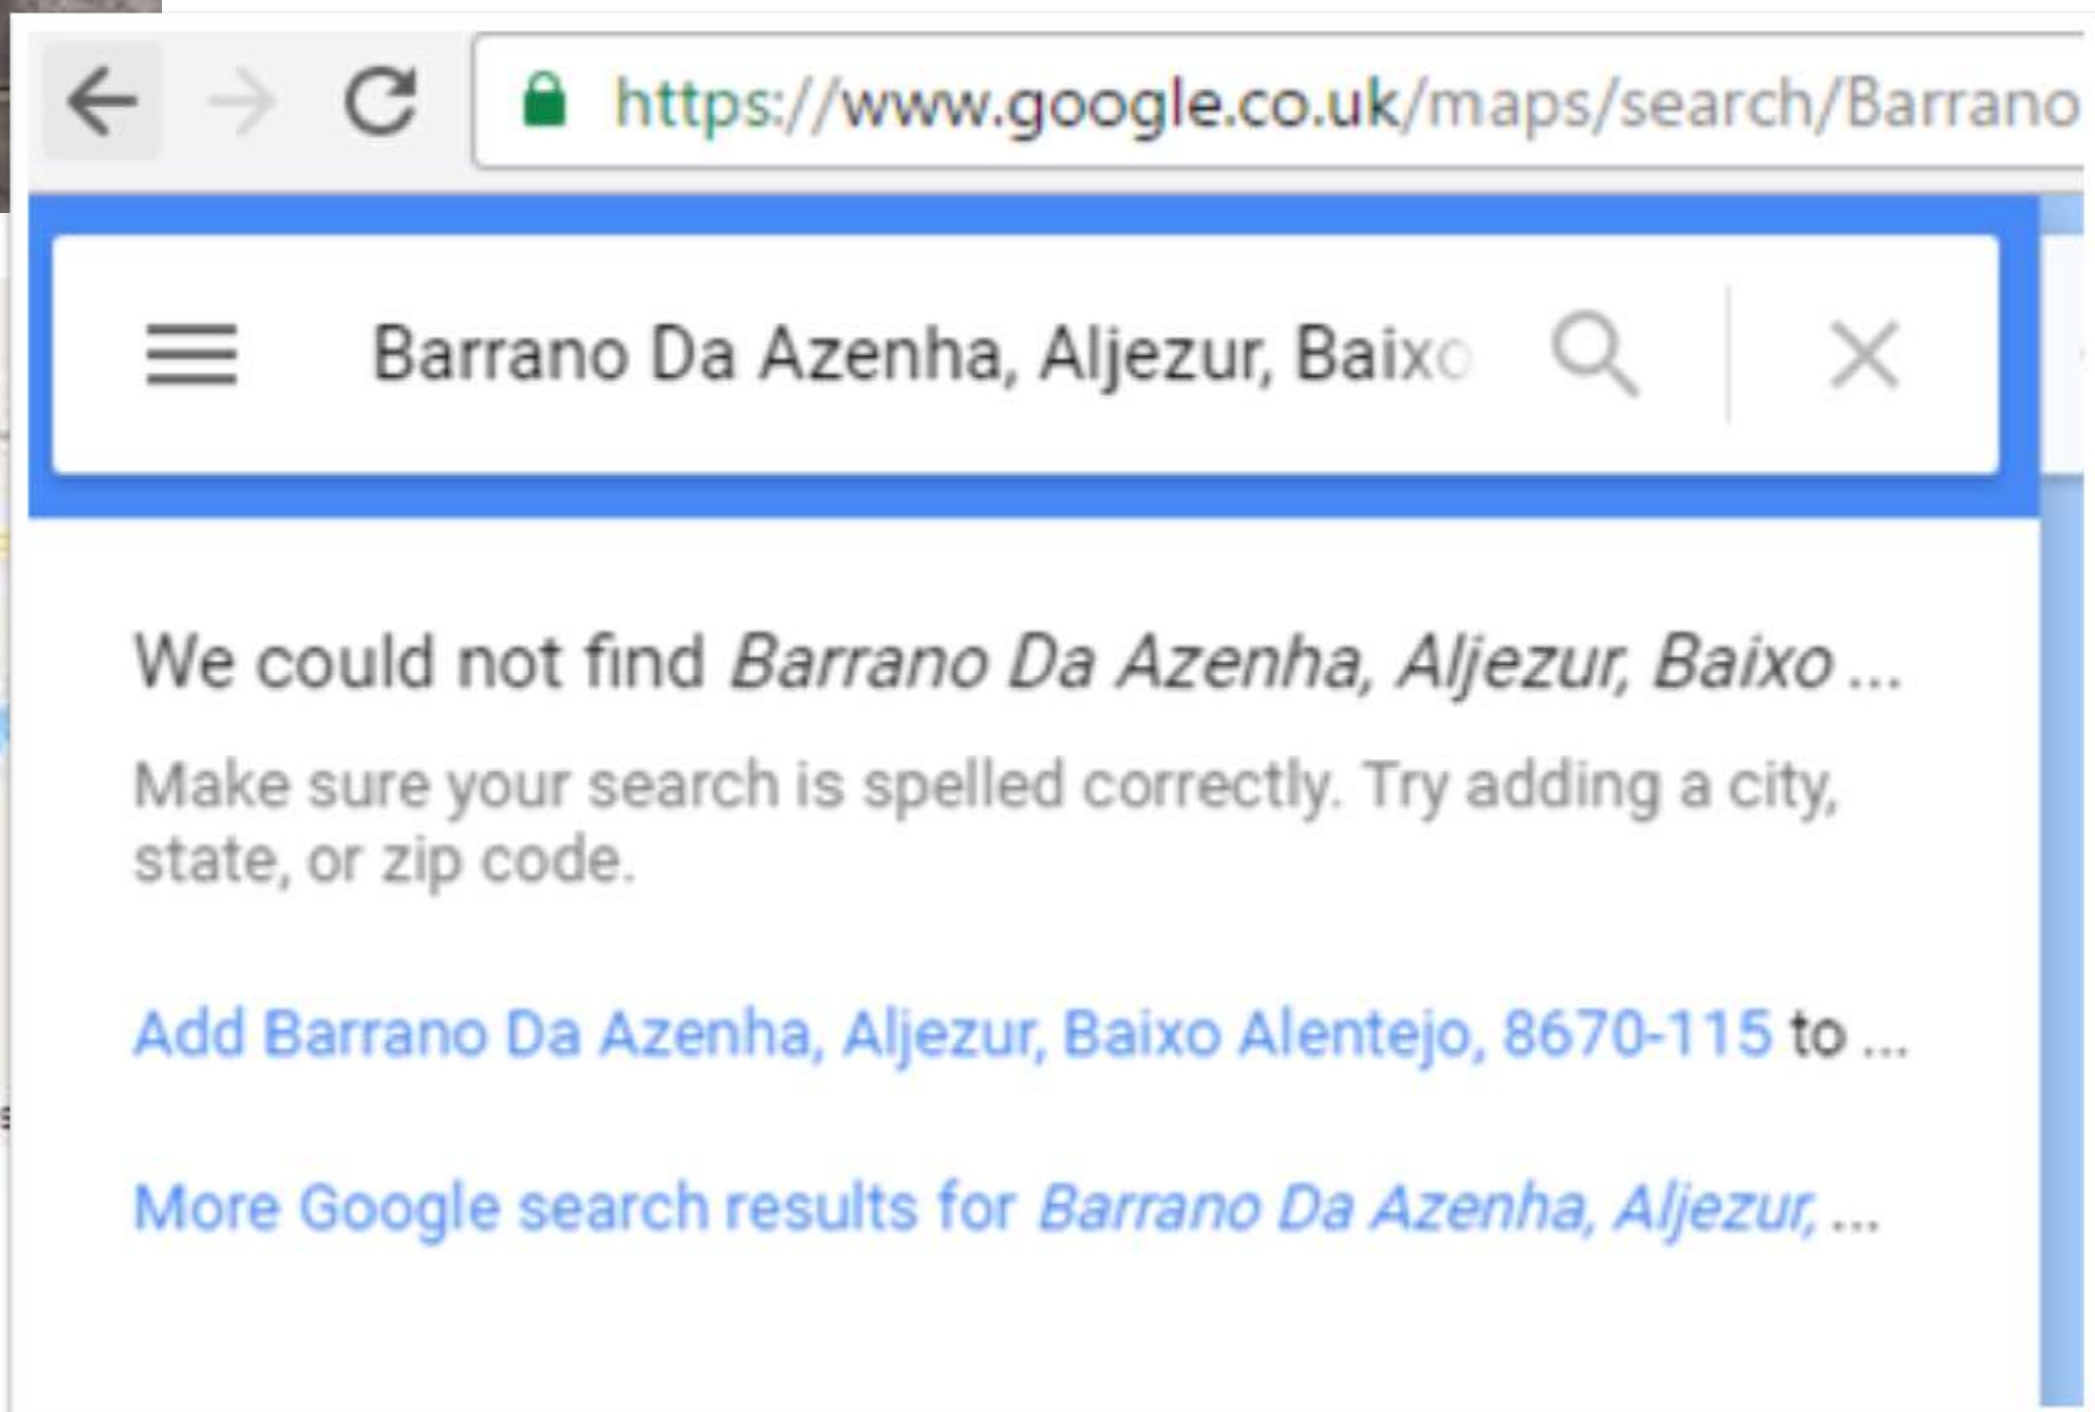 https://www.google.co.uk/maps/search/Barrano
Barrano Da Azenha, Aljezur, Baixo
We could not find Barrano Da Azenha, Aljezur, Baixo ...
Make sure your search is spelled correctly. Try adding a city,
state, or zip code.
Add Barrano Da Azenha, Aljezur, Baixo Alentejo, 8670-115 to ...
More Google search results for Barrano Da Azenha, Aljezur, ...